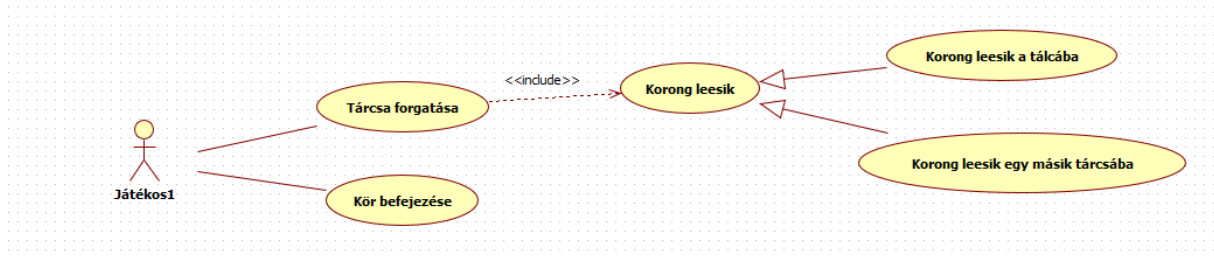 Korong leesik a tálcába
<<include>>
Korong leesik
Tárcsa forgatása
Korong leesik egy másik tárcsába
Játékos1
Kör befejezése